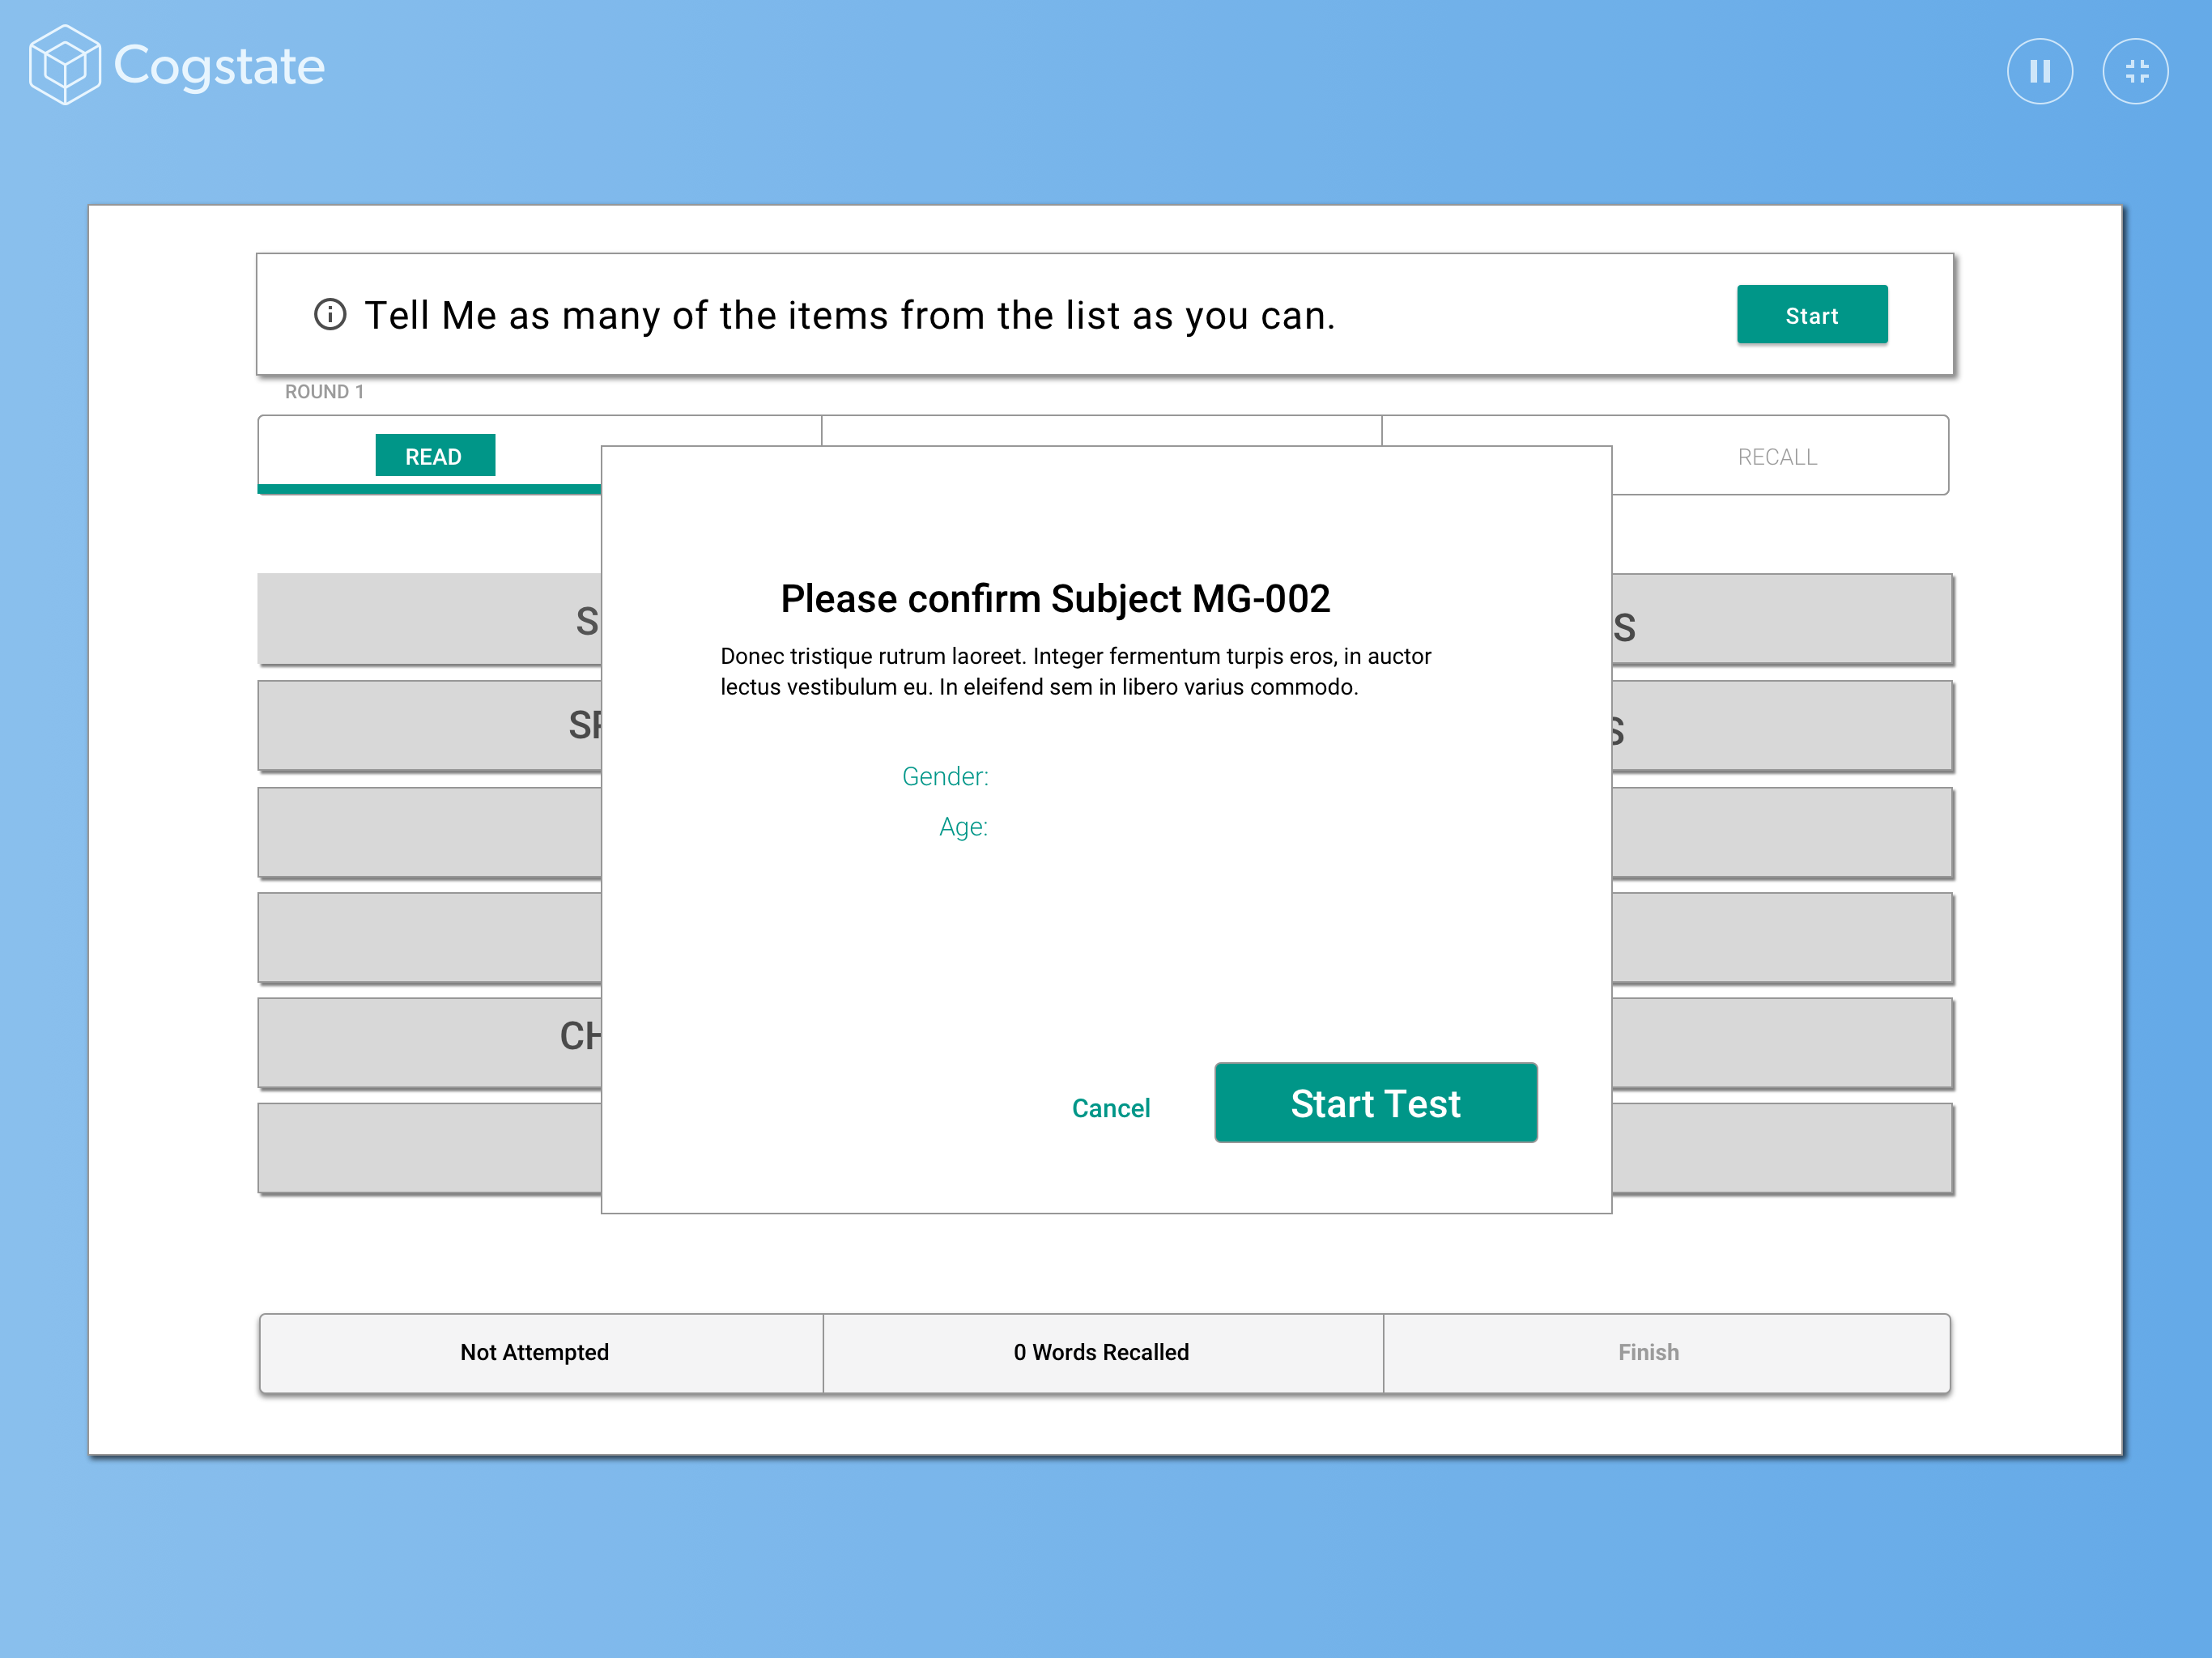 Cogstate
Tell Me as many of the items from the list as you can.
Start
ROUND 1
READ
RECALL
Please confirm Subject MG-002
Donec tristique rutrum laoreet. Integer fermentum turpis eros, in auctor
lectus vestibulum eu. In eleifend sem in libero varius commodo.
Gender:
Age:
Cancel
Start Test
Not Attempted
0 Words Recalled
Finish